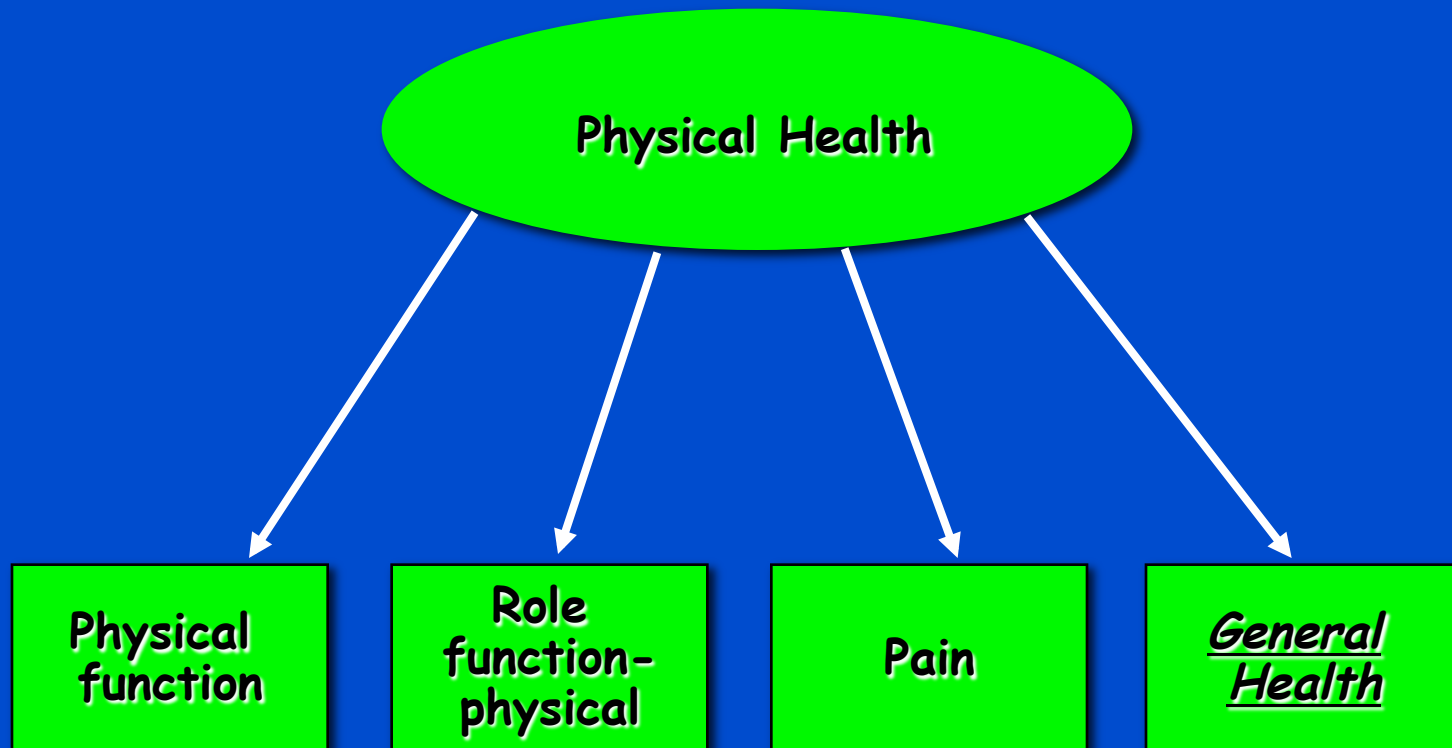 Physical Health
Physical
function
Role
function-
physical
Pain
General
Health